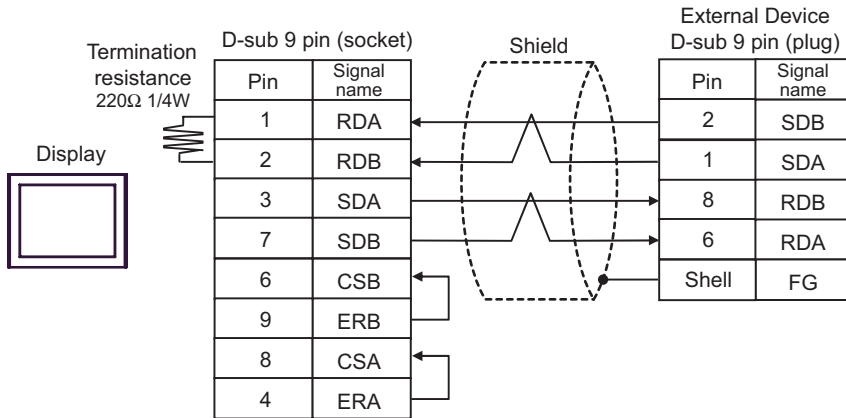 External Device
D-sub 9 pin (socket)
Shield
D-sub 9 pin (plug)
Termination
resistance
220Ω 1/4W
Display
Pin Signal name
1 RDA
2 RDB
3 SDA
7 SDB
6 CSB
9 ERB
8 CSA
4 ERA
Pin Signal name
2 SDB
1 SDA
8 RDB
6 RDA
Shell FG